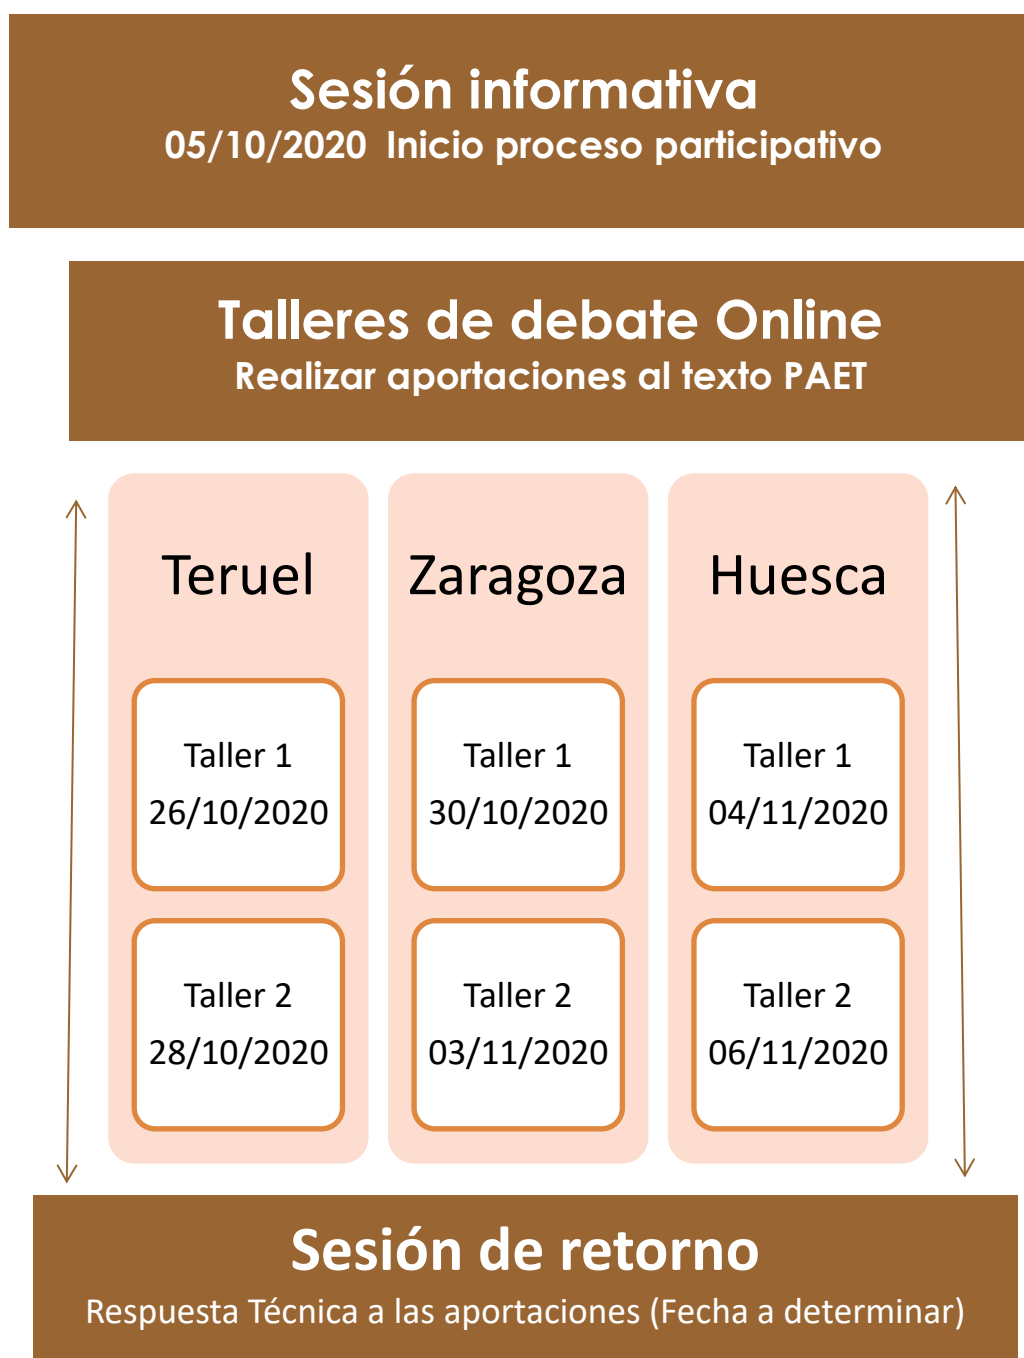 Sesión informativa
05/10/2020 Inicio proceso participativo
Talleres de debate Online
Realizar aportaciones al texto PAET
Teruel
Taller 1
26/10/2020
Taller 2
28/10/2020
Zaragoza
Taller 1
30/10/2020
Taller 2
03/11/2020
Huesca
Taller 1
04/11/2020
Taller 2
06/11/2020
Sesión de retorno
Respuesta Técnica a las aportaciones (Fecha a determinar)